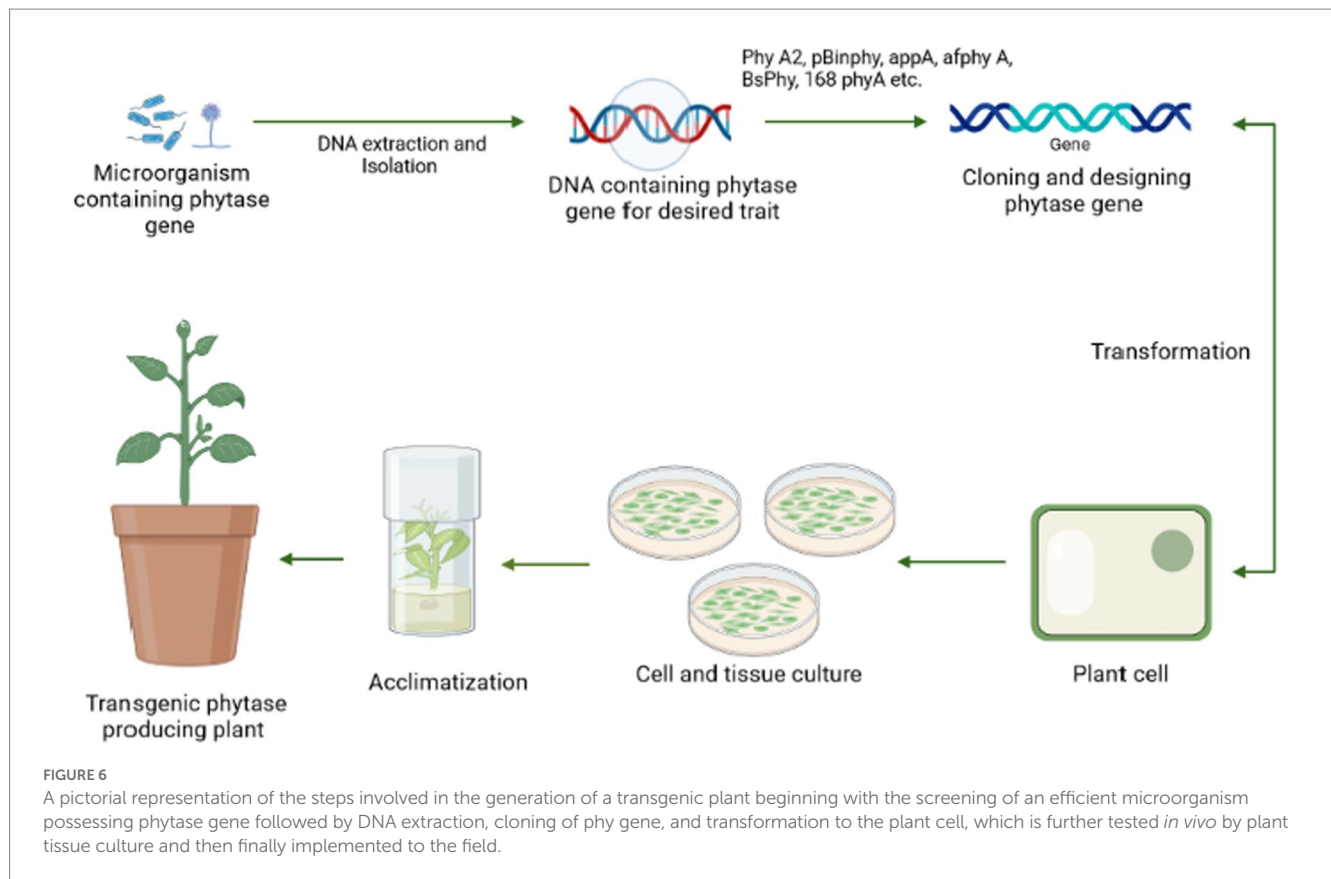 Phy A2, pBinphy, appA, afphy A,
BsPhy, 168 phyA etc.
DNA extraction and
Isolation
Gene
Microorganism
containing phytase
gene
DNA containing phytase
gene for desired trait
Cloning and designing
phytase gene
Transformation
Transgenic phytase
producing plant
Acclimatization
Cell and tissue culture
Plant cell
FIGURE 6
A pictorial representation of the steps involved in the generation of a transgenic plant beginning with the screening of an efficient microorganism
possessing phytase gene followed by DNA extraction, cloning of phy gene, and transformation to the plant cell, which is further tested in vivo by plant
tissue culture and then finally implemented to the field.